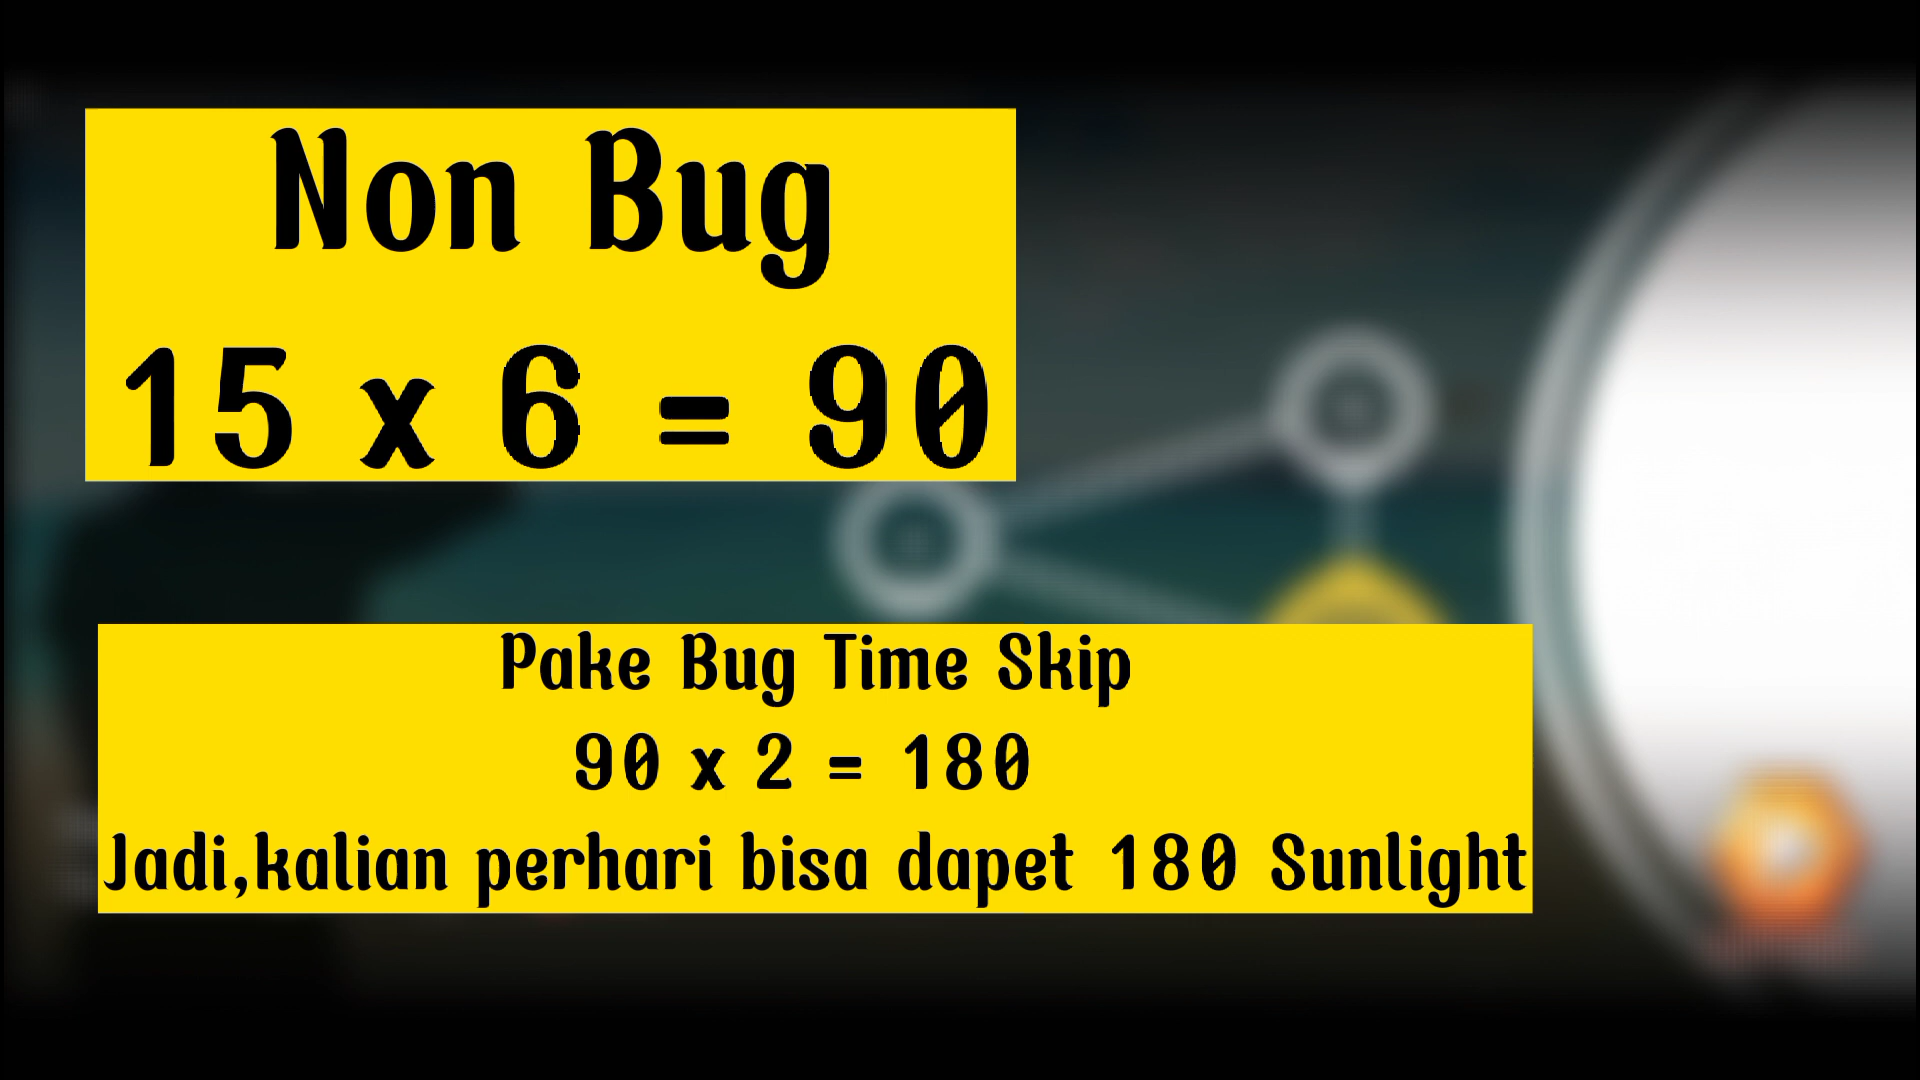 Non Bug
15 x 6 = 90
Pake Bug Time Skip
90 x 2 = 180
Jadi,kalian perhari bisa dapet 180 Sunlight